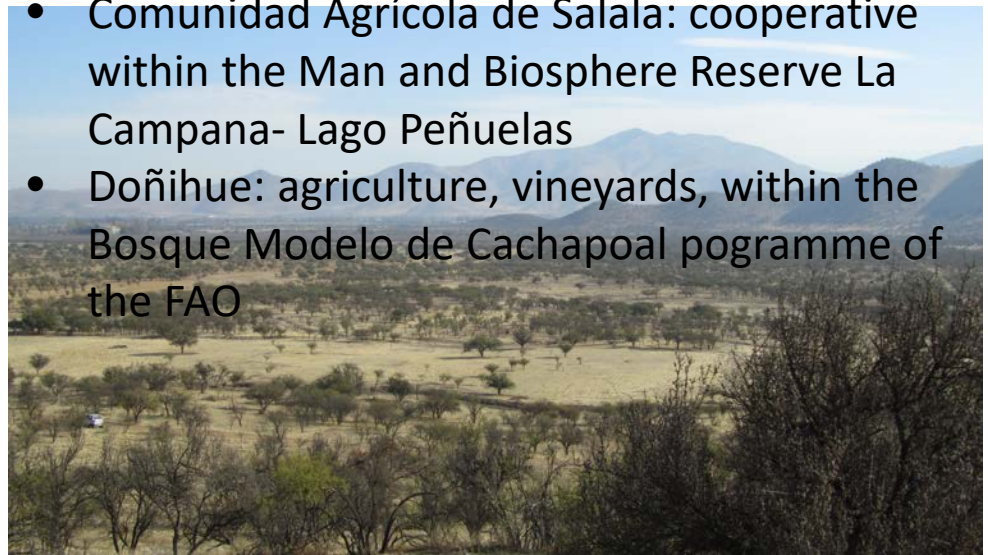 • Comunidad Agrícola de Salala: cooperative
within the Man and Biosphere Reserve La
Campana- Lago Peñuelas
• Doñihue: agriculture, vineyards, within the
Bosque Modelo de Cachapoal pogramme of
the FAO